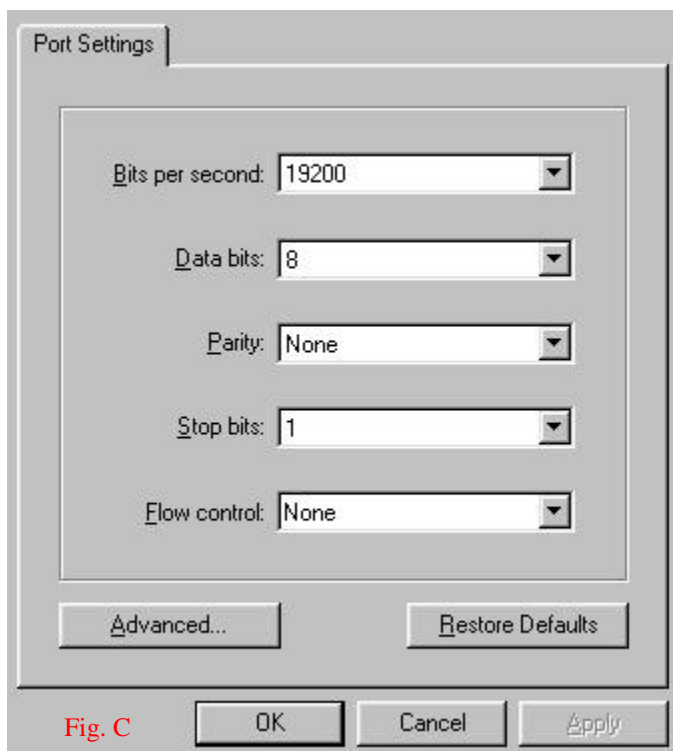 Port Settings
Bits per second: 19200
Data bits: 8
Parity: None
Stop bits: 1
Flow control: None
Advanced... Restore Defaults
Fig. C OK Cancel Apply